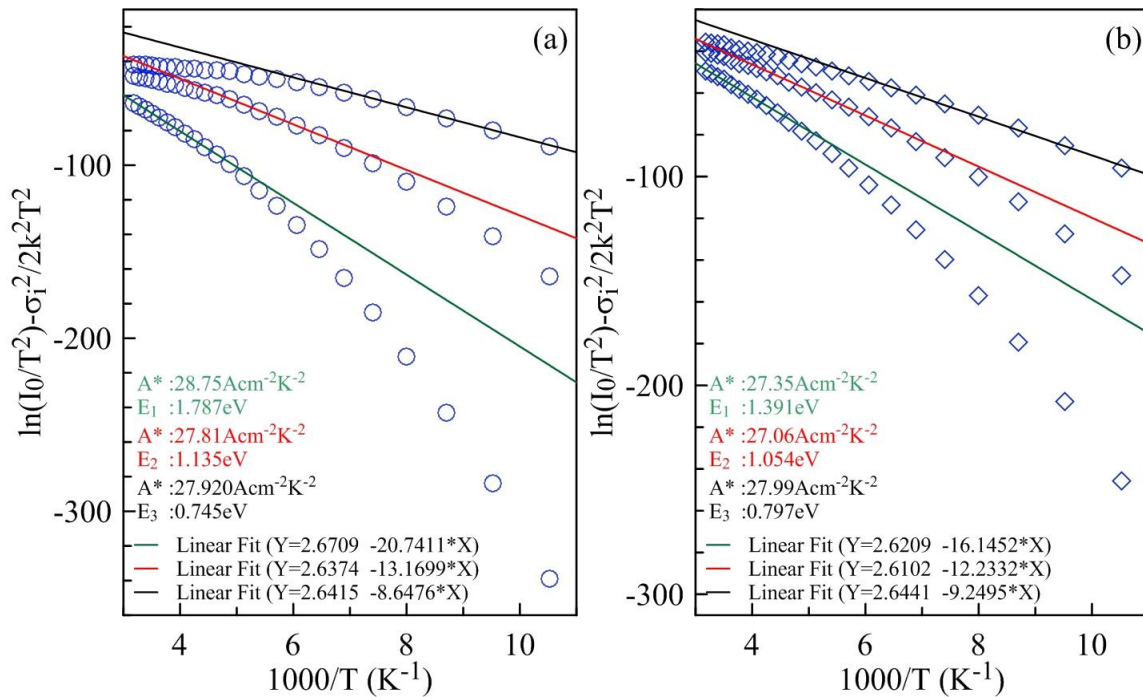 (a)
-100
-200
-300
ln(I₀/T²)-σᵢ²/2k²T²
A* :28.75Acm⁻²K⁻²
E₁ :1.787eV
A* :27.81Acm⁻²K⁻²
E₂ :1.135eV
A* :27.920Acm⁻²K⁻²
E₃ :0.745eV
Linear Fit (Y=2.6709 -20.7411*X)
Linear Fit (Y=2.6374 -13.1699*X)
Linear Fit (Y=2.6415 -8.6476*X)
4 6 8 10
1000/T (K⁻¹)
(b)
-100
-200
-300
ln(I₀/T²)-σᵢ²/2k²T²
A* :27.35Acm⁻²K⁻²
E₁ :1.391eV
A* :27.06Acm⁻²K⁻²
E₂ :1.054eV
A* :27.99Acm⁻²K⁻²
E₃ :0.797eV
Linear Fit (Y=2.6209 -16.1452*X)
Linear Fit (Y=2.6102 -12.2332*X)
Linear Fit (Y=2.6441 -9.2495*X)
4 6 8 10
1000/T (K⁻¹)